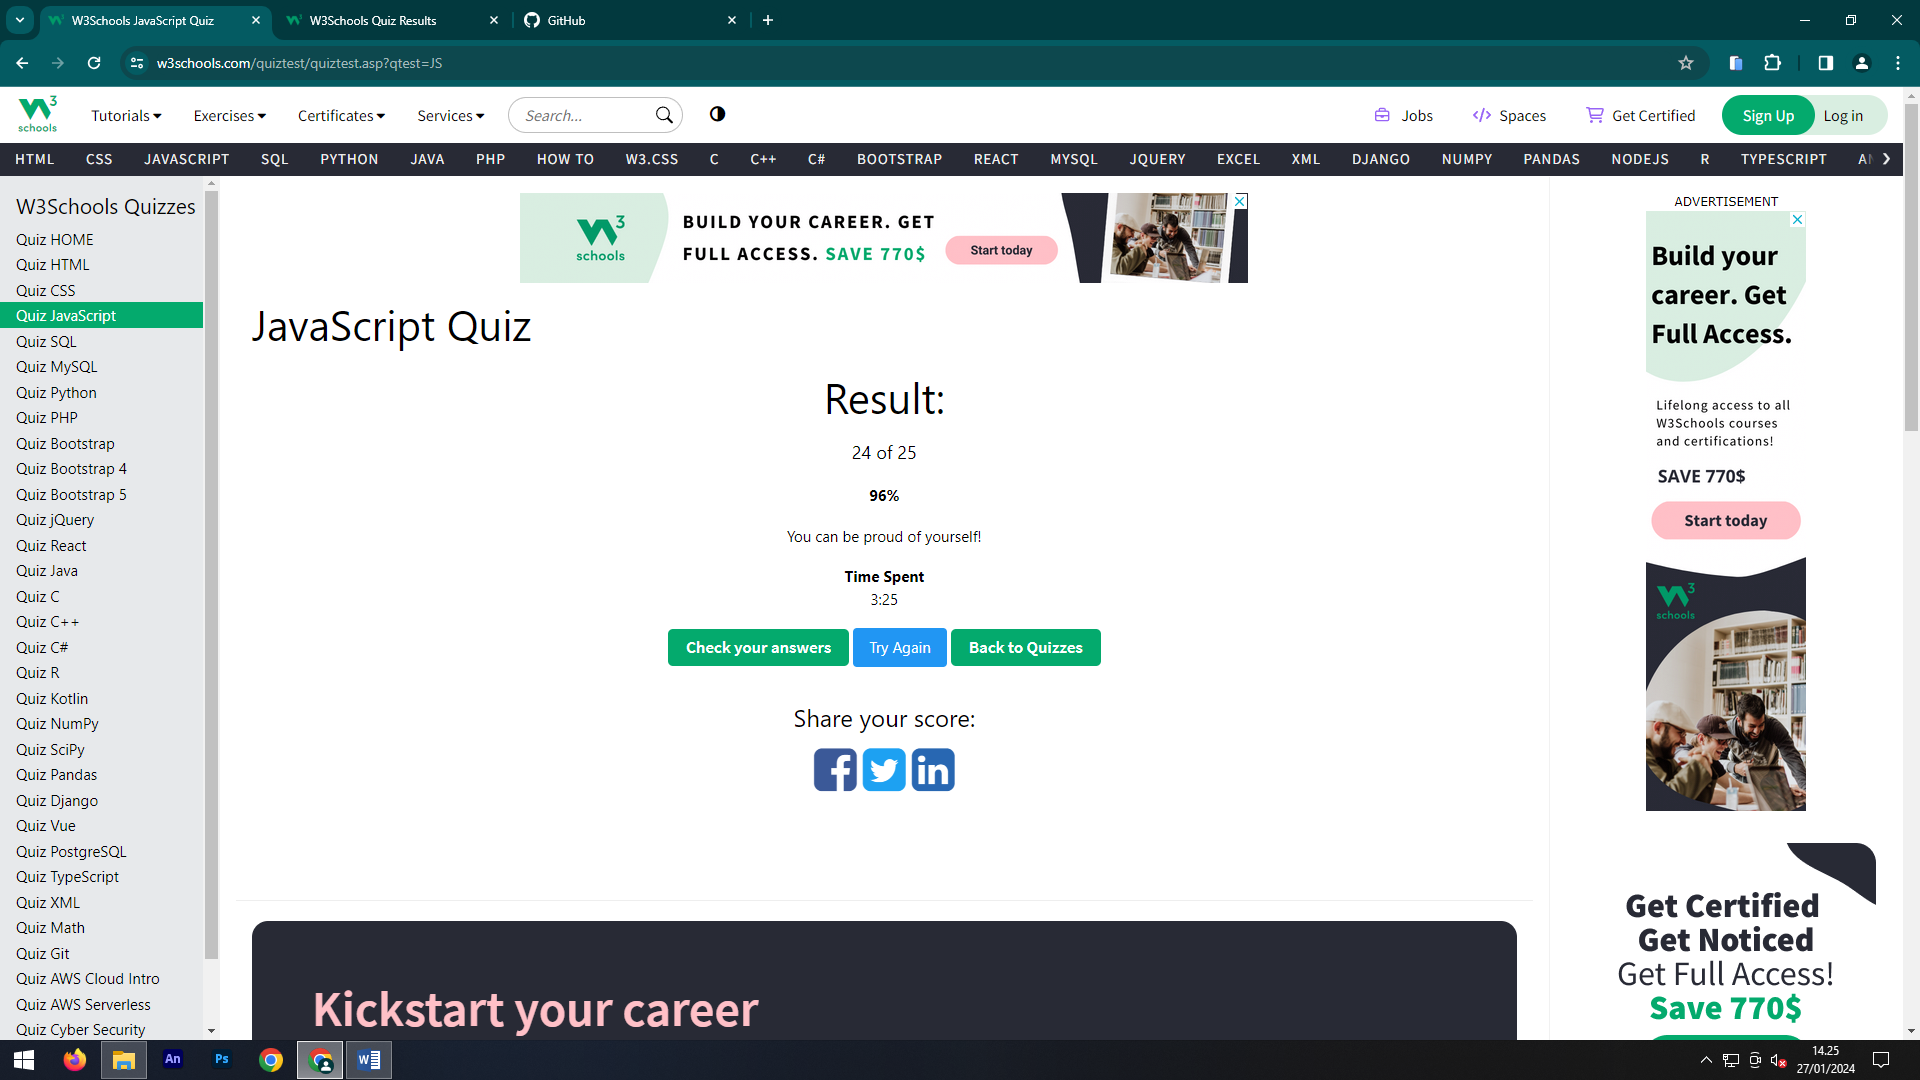 W3Schools JavaScript Quiz
W3Schools Quiz Results
GitHub
w3schools.com/quiztest/quiztest.asp?qtest=JS
3
schools
Tutorials
Exercises
Certificates
Services
Search...
Jobs
Spaces
Get Certified
Sign Up
Log in
HTML CSS JAVASCRIPT SQL PYTHON JAVA PHP HOW TO W3.CSS C C++ C# BOOTSTRAP REACT MYSQL JQUERY EXCEL XML DJANGO NUMPY PANDAS NODEJS R TYPESCRIPT
W3Schools Quizzes
Quiz HOME
Quiz HTML
Quiz CSS
Quiz JavaScript
Quiz SQL
Quiz MySQL
Quiz Python
Quiz PHP
Quiz Bootstrap
Quiz Bootstrap 4
Quiz Bootstrap 5
Quiz jQuery
Quiz React
Quiz Java
Quiz C
Quiz C++
Quiz C#
Quiz R
Quiz Kotlin
Quiz NumPy
Quiz SciPy
Quiz Pandas
Quiz Django
Quiz Vue
Quiz PostgreSQL
Quiz TypeScript
Quiz XML
Quiz Math
Quiz Git
Quiz AWS Cloud Intro
Quiz AWS Serverless
Quiz Cyber Security
3
schools
BUILD YOUR CAREER. GET
FULL ACCESS. SAVE 770$
Start today
JavaScript Quiz
Result:
24 of 25
96%
You can be proud of yourself!
Time Spent
3:25
Check your answers
Try Again
Back to Quizzes
Share your score:
Kickstart your career
ADVERTISEMENT
Build your
career. Get
Full Access.
Lifelong access to all
W3Schools courses
and certifications!
SAVE 770$
Start today
3
schools
Get Certified
Get Noticed
Get Full Access!
Save 770$
An
Ps
14.25
27/01/2024